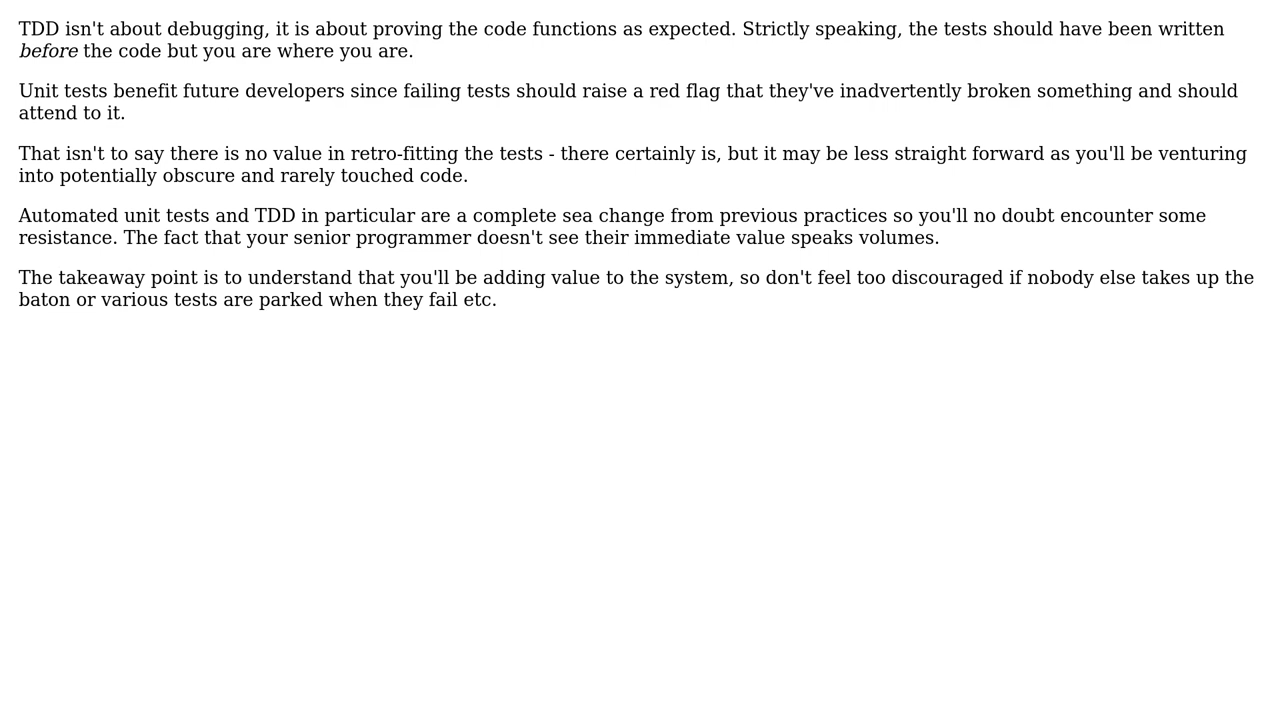 TDD isn't about debugging, it is about proving the code functions as expected. Strictly speaking, the tests should have been written
before the code but you are where you are.
Unit tests benefit future developers since failing tests should raise a red flag that they've inadvertently broken something and should
attend to it.
That isn't to say there is no value in retro-fitting the tests - there certainly is, but it may be less straight forward as you'll be venturing
into potentially obscure and rarely touched code.
Automated unit tests and TDD in particular are a complete sea change from previous practices so you'll no doubt encounter some
resistance. The fact that your senior programmer doesn't see their immediate value speaks volumes.
The takeaway point is to understand that you'll be adding value to the system, so don't feel too discouraged if nobody else takes up the
baton or various tests are parked when they fail etc.